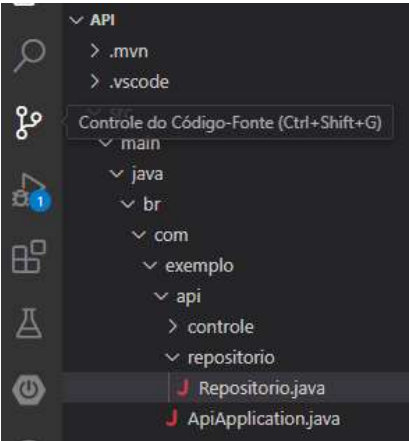 API
.mvn
.vscode
Controle do Código-Fonte (Ctrl+Shift+G)
main
java
br
com
exemplo
api
controle
repositorio
J Repositorio.java
J ApiApplication.java
1